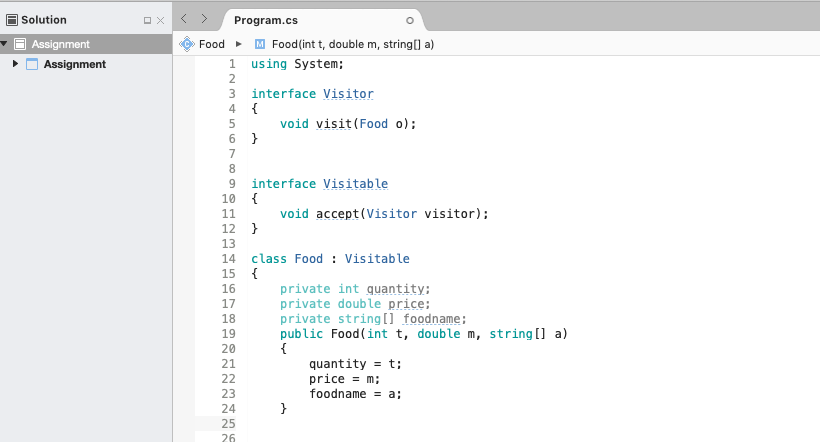 Solution
Program.cs
Assignment
Food
M Food(int t, double m, string[] a)
Assignment
1 using System;
2
3 interface Visitor
4 {
5 void visit(Food o);
6 }
7
8
9 interface Visitable
10 {
11 void accept(Visitor visitor);
12 }
13
14 class Food : Visitable
15 {
16 private int quantity;
17 private double price;
18 private string[] foodname;
19 public Food(int t, double m, string[] a)
20 {
21 quantity = t;
22 price = m;
23 foodname = a;
24 }
25
26